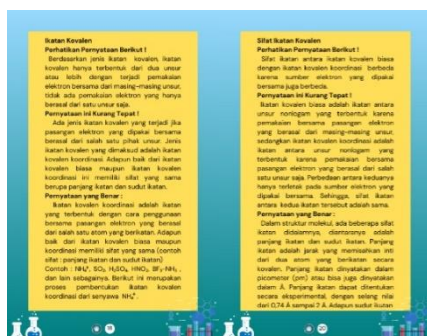 Ikatan Kovalen
Perhatikan Pernyataan Berikut !
Berdasarkan jenis ikatan kovalen, ikatan
kovalen hanya terbentuk dari dua unsur
atau lebih dengan terjadi pemakaian
elektron bersama dari masing-masing unsur,
tidak ada pemakaian elektron yang hanya
berasal dari satu unsur saja.
Pernyataan Ini Kurang Tepat !
Ada jenis ikatan kovalen yang terjadi jika
pasangan elektron yang dipakai bersama
berasal dari salah satu pihak unsur. Jenis
ikatan kovalen yang dimaksud adalah ikatan
kovalen koordinasi. Adapun baik dari ikatan
kovalen biasa maupun ikatan kovalen
koordinasi ini memiliki sifat yang sama
berupa panjang ikatan dan sudut ikatan.
Pernyataan yang Benar :
Ikatan kovalen koordinasi adalah ikatan
yang terbentuk dengan cara penggunaan
bersama pasangan elektron yang berasal
dari salah satu atom yang berikatan. Adapun
baik dari ikatan kovalen biasa maupun
koordinasi memiliki sifat yang sama (contoh
sifat : panjang ikatan dan sudut ikatan)
Contoh : NH₄⁺, SO₃, H₂SO₄, HNO₃, BF₃-NH₃ ,
dan lain sebagainya. Berikut ini merupakan
proses pembentukan ikatan kovalen
koordinasi dari senyawa NH₄⁺.
Sifat Ikatan Kovalen
Perhatikan Pernyataan Berikut !
Sifat ikatan antara ikatan kovalen biasa
dengan ikatan kovalen koordinasi berbeda
karena sumber elektron yang dipakai
bersama juga berbeda.
Pernyataan Ini Kurang Tepat !
Ikatan kovalen biasa adalah ikatan antara
unsur nonlogam yang terbentuk karena
pemakaian bersama pasangan elektron
yang berasal dari masing-masing unsur,
sedangkan ikatan kovalen koordinasi adalah
ikatan antara unsur nonlogam yang
terbentuk karena pemakaian bersama
pasangan elektron yang berasal dari salah
satu unsur saja. Perbedaan antara keduanya
hanya terletak pada sumber elektron yang
dipakai bersama. Sehingga, sifat ikatan
antara kedua ikatan tersebut adalah sama.
Pernyataan yang Benar :
Dalam struktur molekul, ada beberapa sifat
ikatan didalamnya, diantaranya adalah
panjang ikatan dan sudut ikatan. Panjang
ikatan adalah jarak yang memisahkan inti
dari dua atom yang berikatan secara
kovalen. Panjang ikatan dinyatakan dalam
picometer (pm) atau bisa juga dinyatakan
dalam Å. Panjang ikatan dapat ditentukan
secara eksperimental, dengan selang nilai
dari 0,74 Å sampai 2 Å. Adapun sudut ikatan